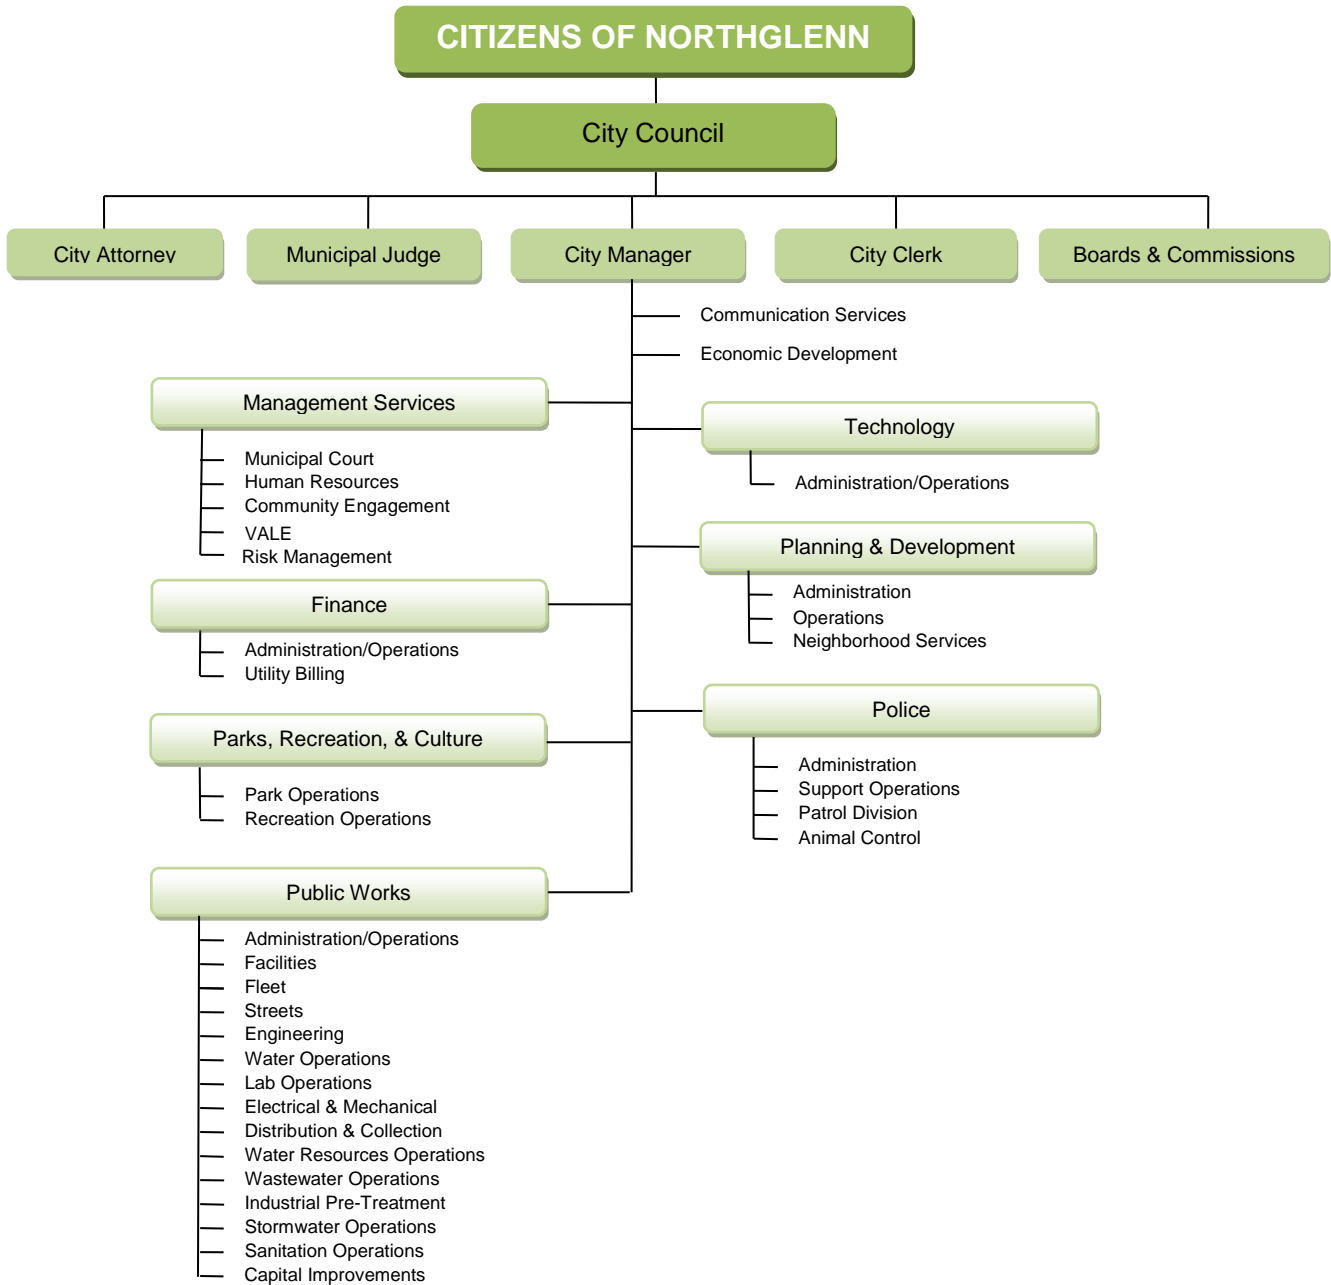 CITIZENS OF NORTHGLENN
City Council
City Attorney
Municipal Judge
City Manager
City Clerk
Boards & Commissions
Communication Services
Economic Development
Management Services
Municipal Court
Human Resources
Community Engagement
VALE
Risk Management
Technology
Administration/Operations
Planning & Development
Administration
Operations
Neighborhood Services
Finance
Administration/Operations
Utility Billing
Police
Administration
Support Operations
Patrol Division
Animal Control
Parks, Recreation, & Culture
Park Operations
Recreation Operations
Public Works
Administration/Operations
Facilities
Fleet
Streets
Engineering
Water Operations
Lab Operations
Electrical & Mechanical
Distribution & Collection
Water Resources Operations
Wastewater Operations
Industrial Pre-Treatment
Stormwater Operations
Sanitation Operations
Capital Improvements